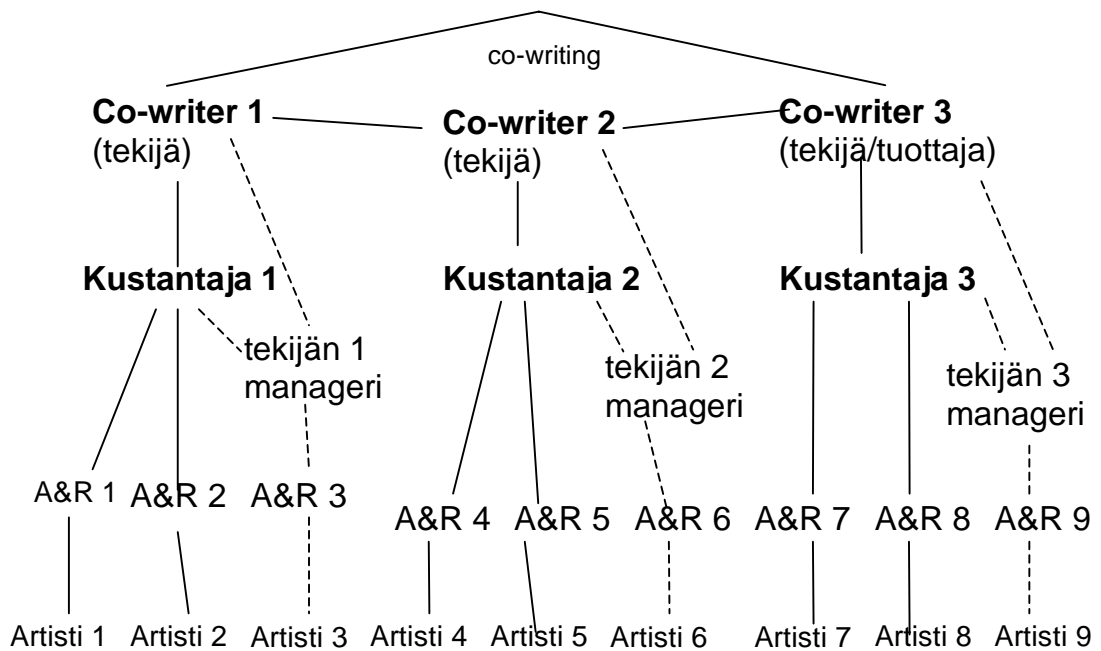 co-writing
Co-writer 1
(tekijä)
Co-writer 2
(tekijä)
Co-writer 3
(tekijä/tuottaja)
Kustantaja 1
Kustantaja 2
Kustantaja 3
tekijän 1
manageri
tekijän 2
manageri
tekijän 3
manageri
A&R 1
A&R 2
A&R 3
A&R 4
A&R 5
A&R 6
A&R 7
A&R 8
A&R 9
Artisti 1
Artisti 2
Artisti 3
Artisti 4
Artisti 5
Artisti 6
Artisti 7
Artisti 8
Artisti 9